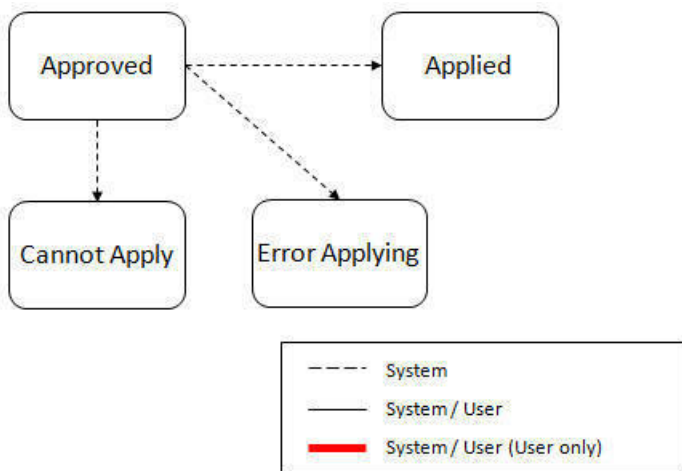 Approved
Applied
Cannot Apply
Error Applying
System
System / User
System / User (User only)